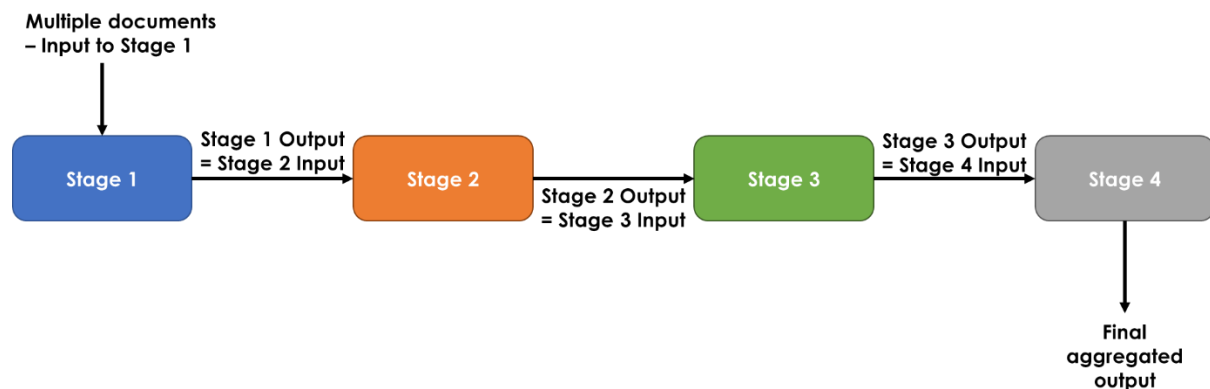 Multiple documents
– Input to Stage 1
Stage 1
Stage 1 Output
= Stage 2 Input
Stage 2
Stage 2 Output
= Stage 3 Input
Stage 3
Stage 3 Output
= Stage 4 Input
Stage 4
Final
aggregated
output